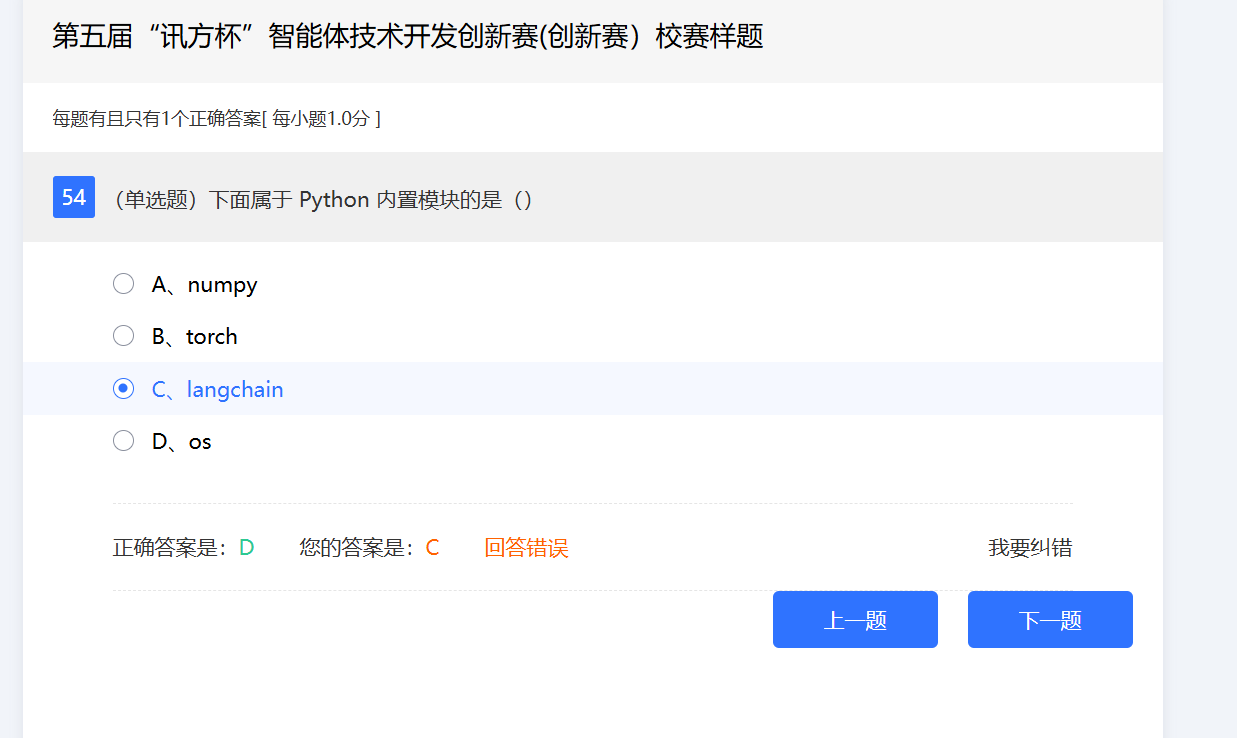 第五届“讯方杯”智能体技术开发创新赛(创新赛）校赛样题
每题有且只有1个正确答案[ 每小题1.0分 ]
54 （单选题）下面属于 Python 内置模块的是（）
A、numpy
B、torch
C、langchain
D、os
正确答案是：D 您的答案是：C 回答错误 我要纠错
上一题 下一题